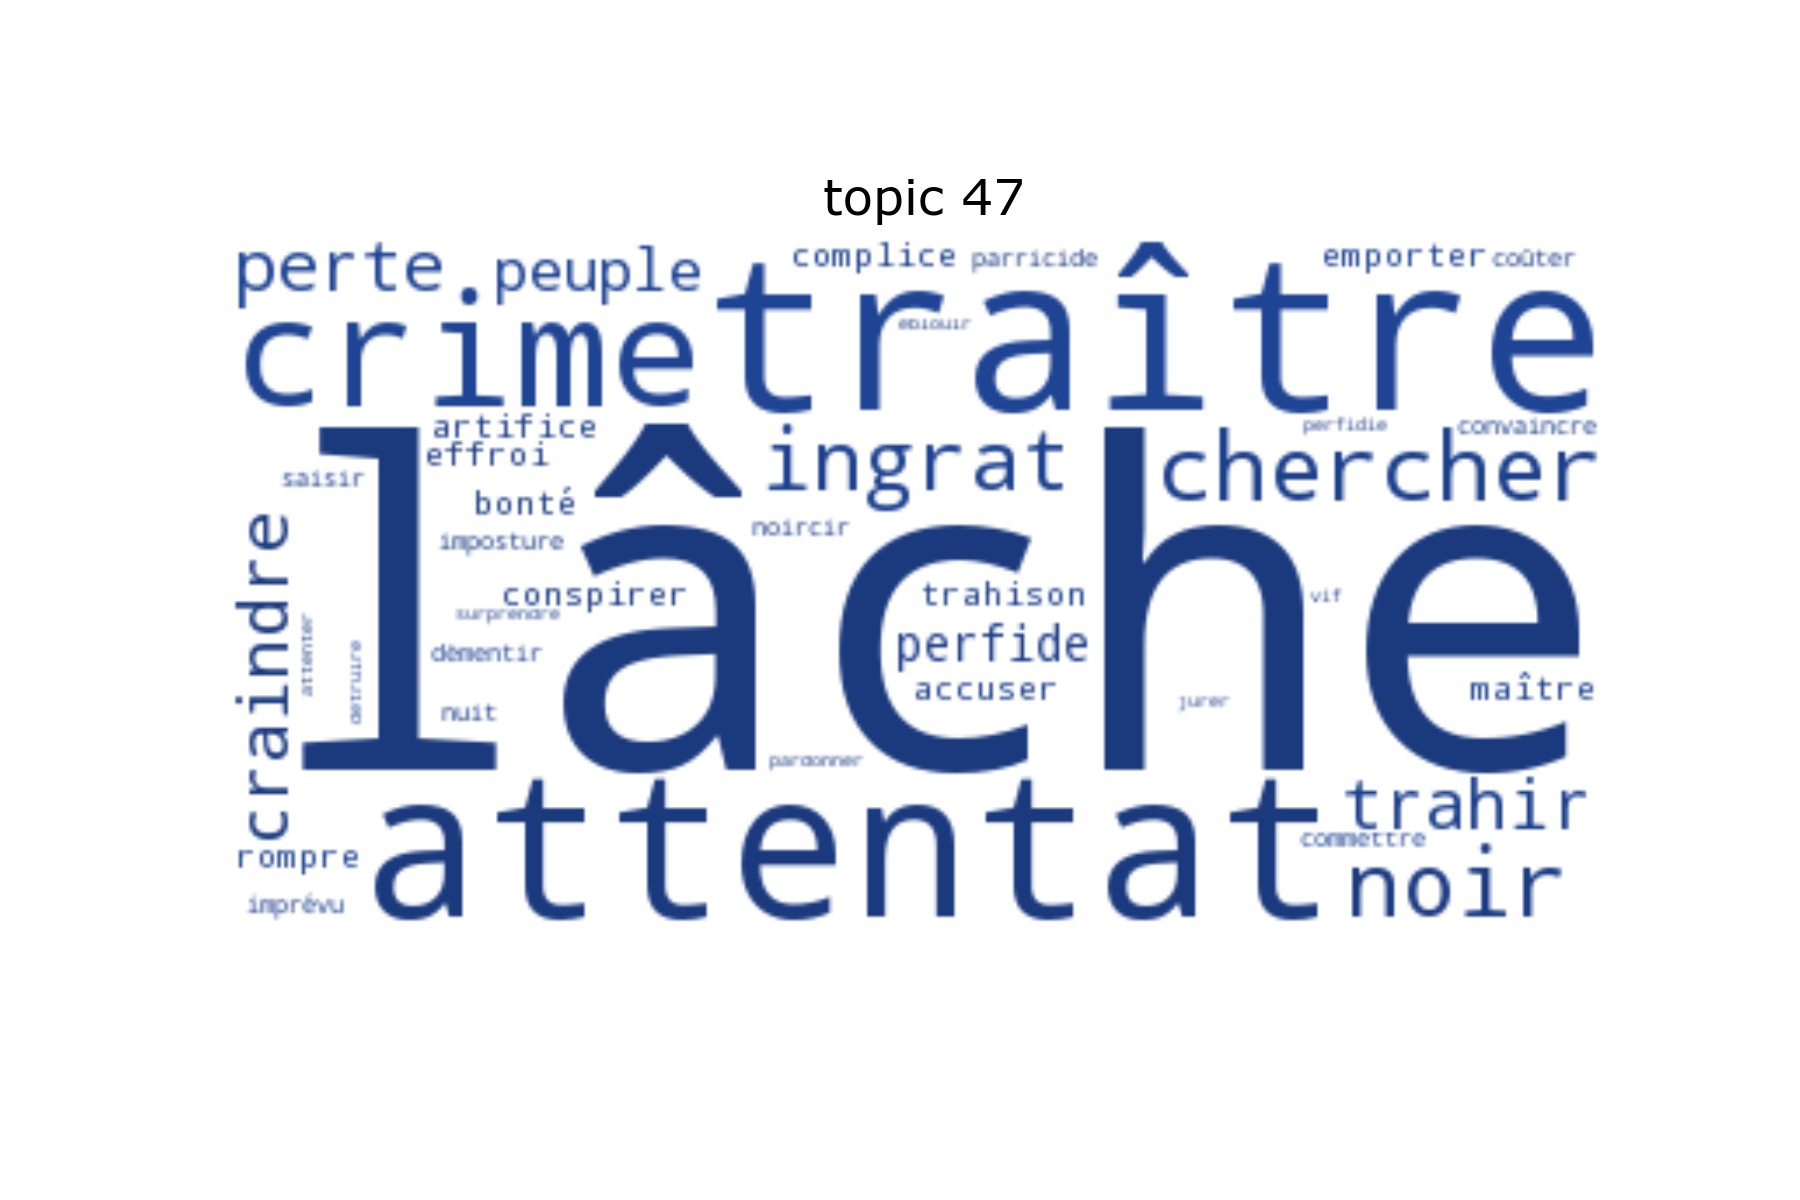 topic 47
perte
peuple
complice
parricide
emporter
coûter
crime
traître
éblouir
artifice
effroi
ingrat
perfidie
convaincre
chercher
saisir
lâche
bonté
noircir
imposture
craindre
conspirer
surprendre
trahison
vif
perfide
démentir
attenter
détruire
accuser
maître
nuit
jurer
pardonner
attentat
trahir
commettre
rompre
noir
imprévu